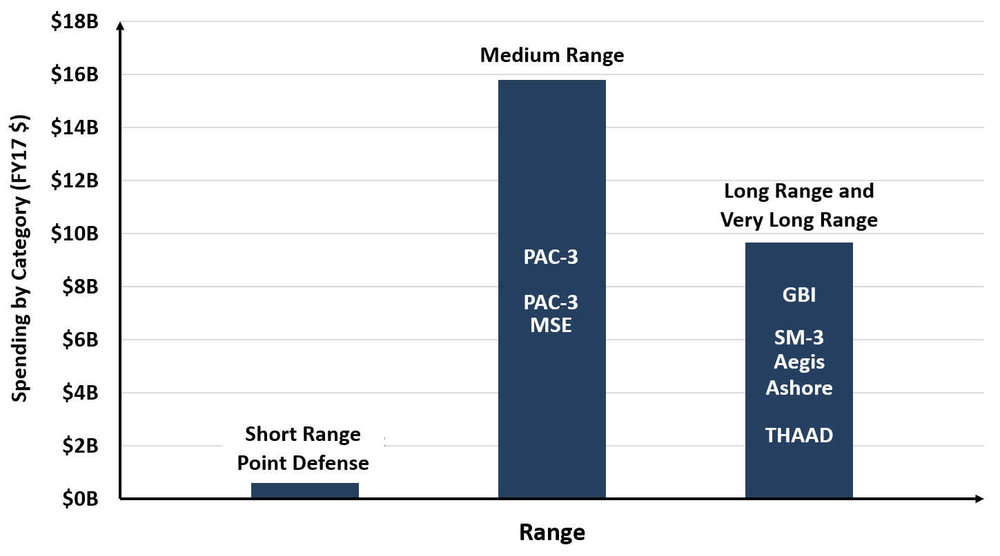 $18B
$16B
$14B
$12B
$10B
$8B
$6B
$4B
$2B
$0B
Spending by Category (FY17 $)
Short Range
Point Defense
Medium Range
PAC-3
PAC-3
MSE
Long Range and
Very Long Range
GBI
SM-3
Aegis
Ashore
THAAD
Range